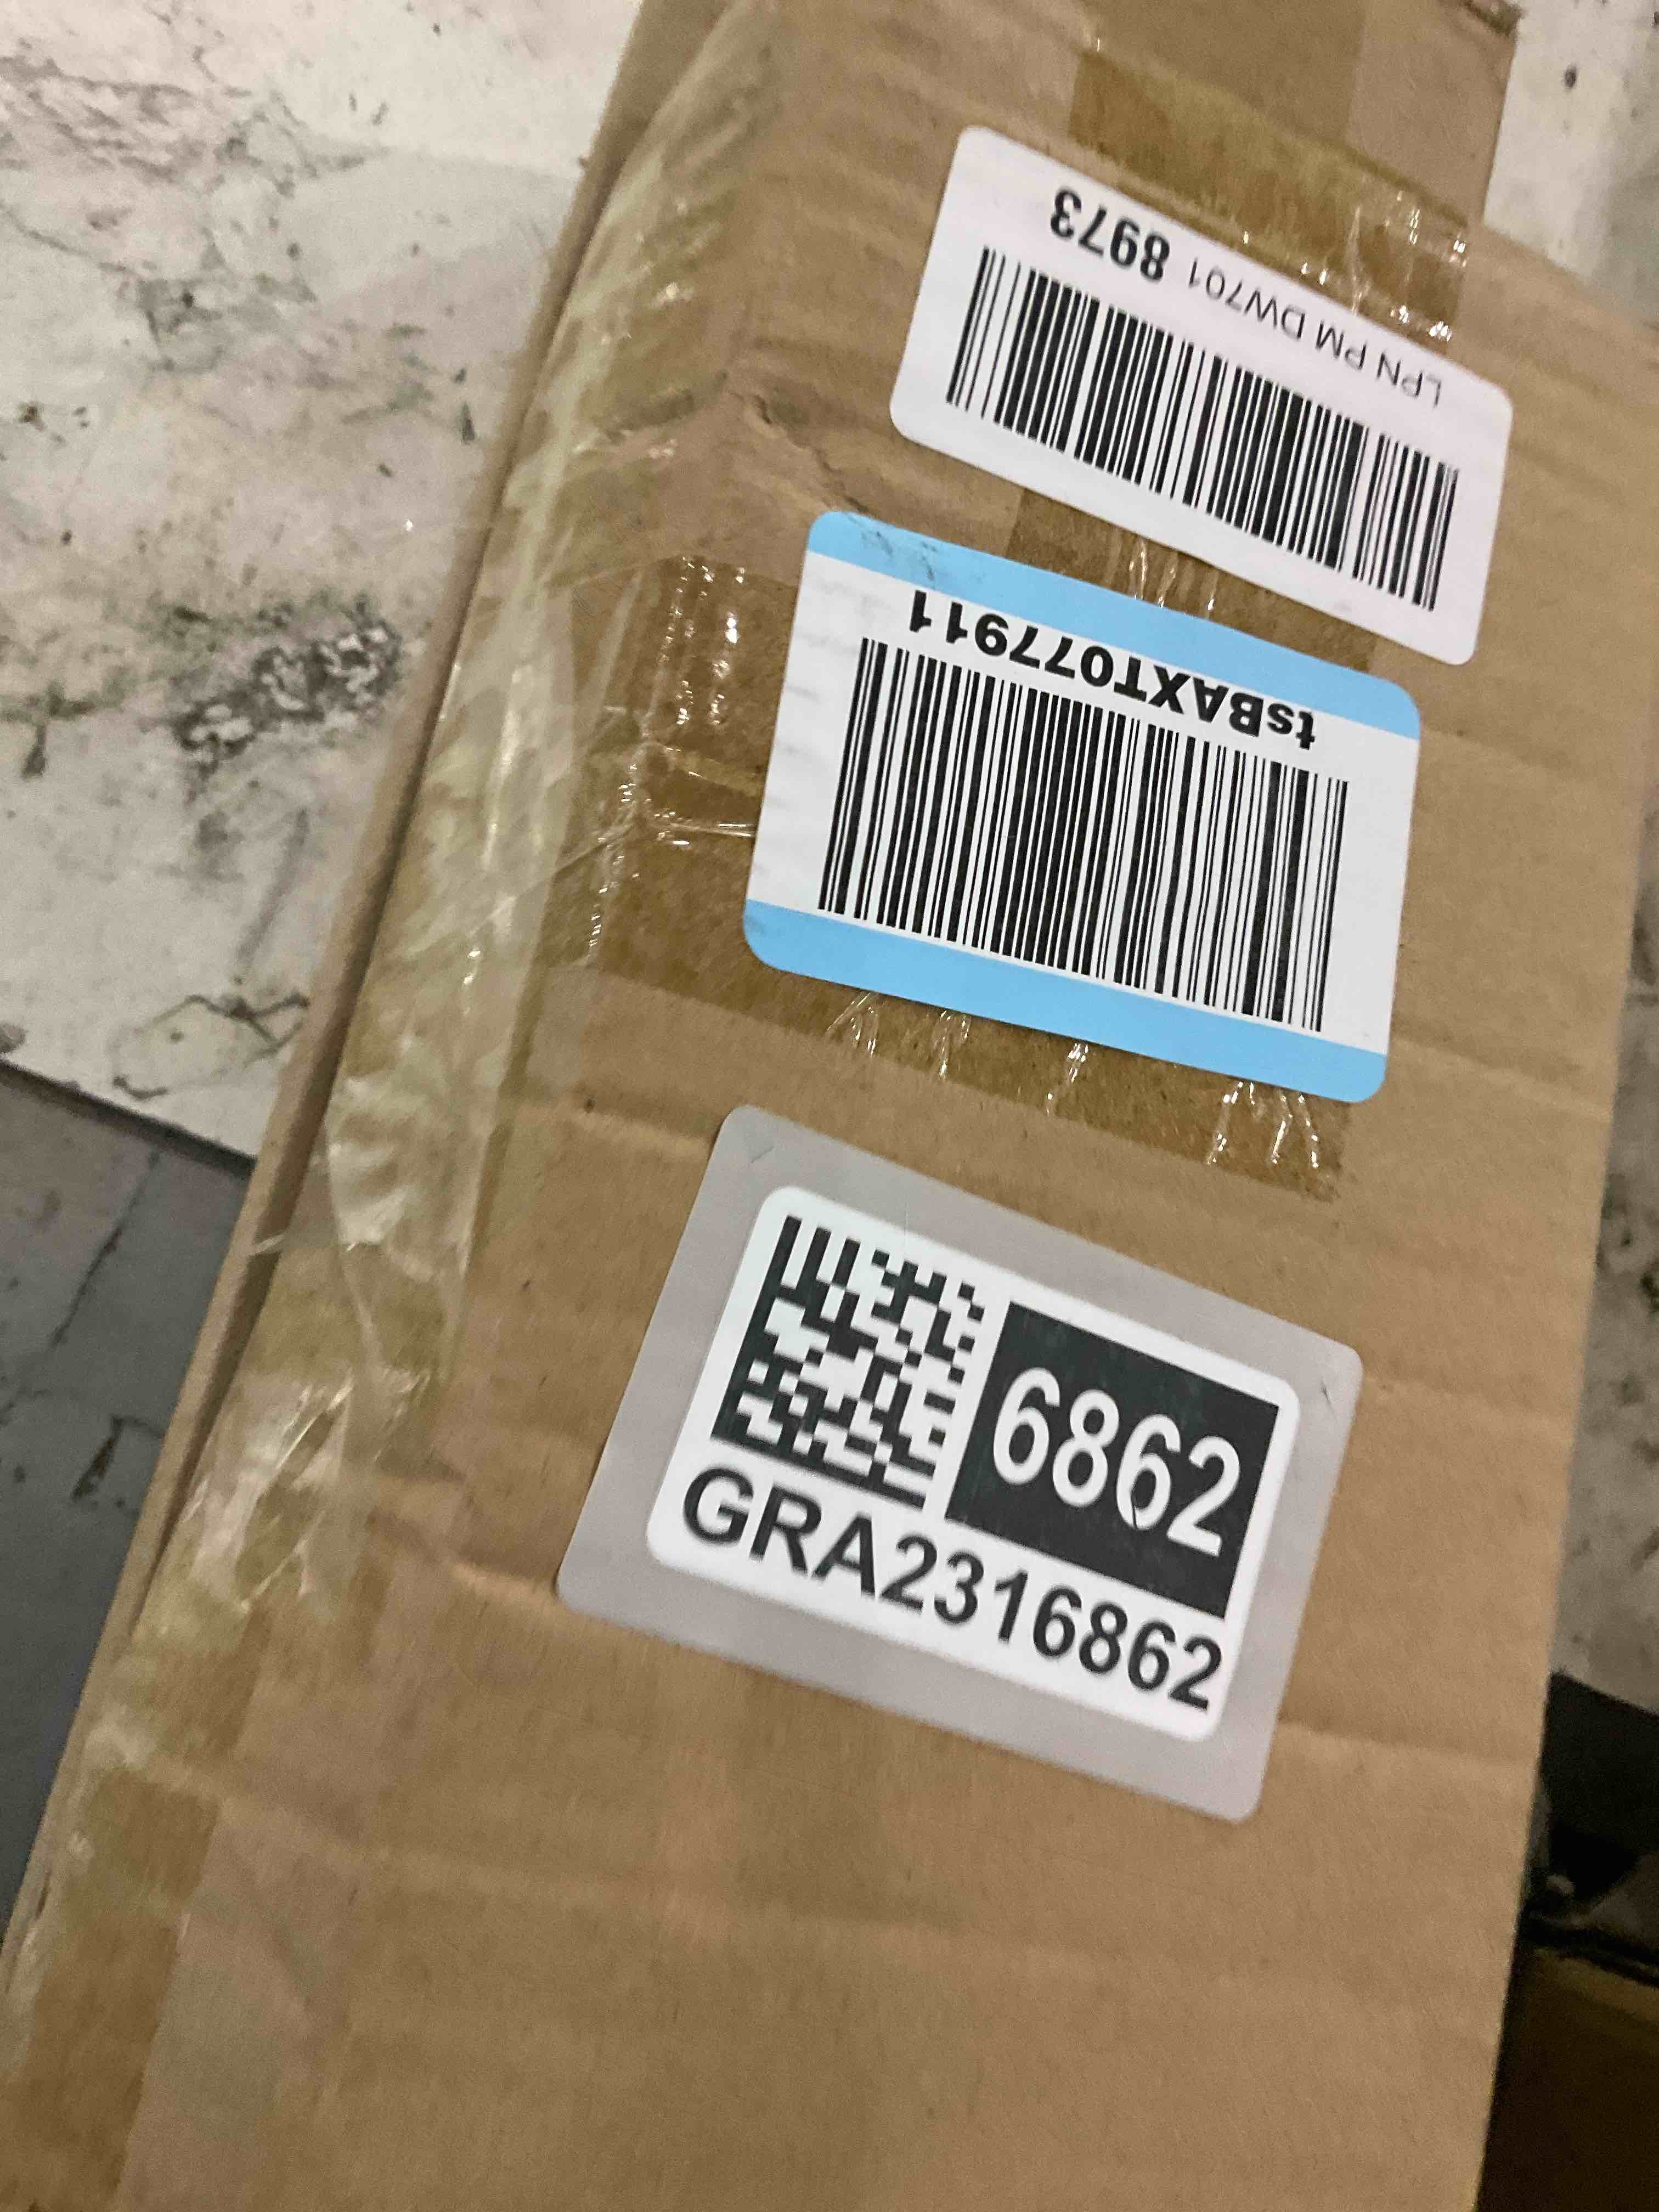 LPN PM DW701 8973
tsBAXT077911
6862
GRA2316862